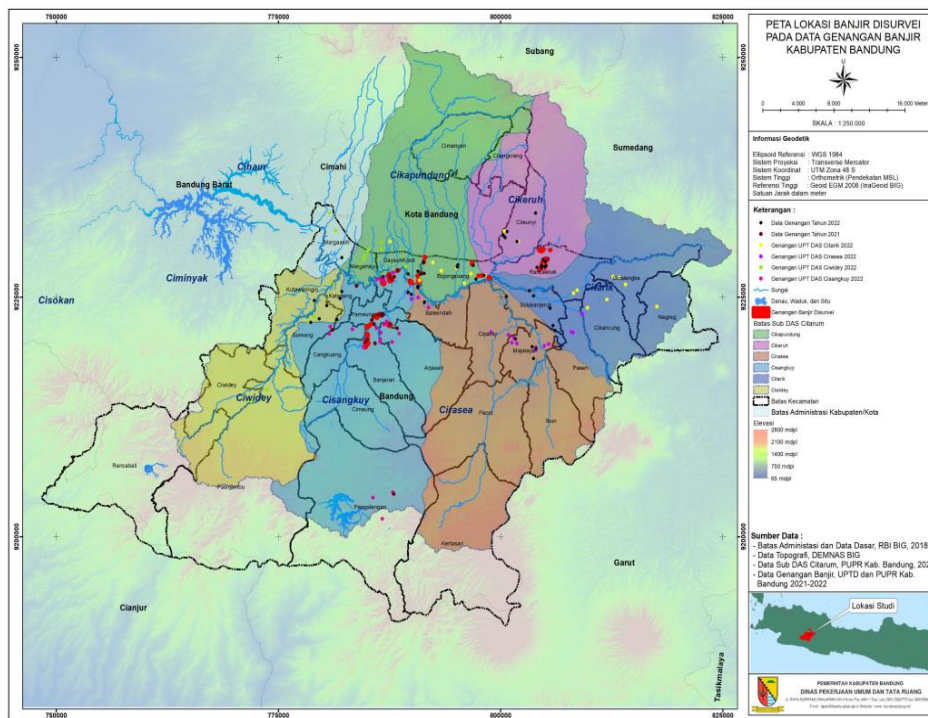 750000
775000
800000
825000
9250000
9250000
9225000
9225000
9200000
9200000
750000
775000
800000
825000
Subang
Sumedang
Cimahi
Bandung Barat
Cihaur
Cikapundung
Cimenyan
Cilengkrang
Cikeruh
Kota Bandung
Cileunyi
Margaasih
Margahayu
Dayeuhkolot
Bojongsoang
Rancaekek
Ciminyak
Cisokan
Kutawaringin
Katapang
Pameungpeuk
Baleendah
Solokanjeruk
Citarik
Cicalengka
Cikancung
Nagreg
Soreang
Cangkuang
Ciparay
Majalaya
Paseh
Arjasari
Banjaran
Bandung
Ciwidey
Ciwidey
Cisangkuy
Cimaung
Cirasea
Pacet
Ibun
Rancabali
Pasirjambu
Pangalengan
Kertasari
Garut
Cianjur
Tasikmalaya
PETA LOKASI BANJIR DISURVEI
PADA DATA GENANGAN BANJIR
KABUPATEN BANDUNG
U
0 4.000 8.000 16.000 Meter
SKALA : 1:250.000
Informasi Geodetik
Ellipsoid Referensi : WGS 1984
Sistem Proyeksi : Transverse Mercator
Sistem Koordinat : UTM Zona 48 S
Sistem Tinggi : Orthometrik (Pendekatan MSL)
Referensi Tinggi : Geoid EGM 2008 (InaGeoid BIG)
Satuan Jarak dalam meter
Keterangan :
Data Genangan Tahun 2022
Data Genangan Tahun 2021
Genangan UPT DAS Citarik 2022
Genangan UPT DAS Cirasea 2022
Genangan UPT DAS Ciwidey 2022
Genangan UPT DAS Cisangkuy 2022
Sungai
Danau, Waduk, dan Situ
Genangan Banjir Disurvei
Batas Sub DAS Citarum
Cikapundung
Cikeruh
Cirasea
Cisangkuy
Citarik
Ciwidey
Batas Kecamatan
Batas Administrasi Kabupaten/Kota
Elevasi
2800 mdpl
2100 mdpl
1400 mdpl
750 mdpl
65 mdpl
Sumber Data :
- Batas Administasi dan Data Dasar, RBI BIG, 2018
- Data Topografi, DEMNAS BIG
- Data Sub DAS Citarum, PUPR Kab. Bandung, 202
- Data Genangan Banjir, UPTD dan PUPR Kab.
Bandung 2021-2022
Lokasi Studi
PEMERINTAH KABUPATEN BANDUNG
DINAS PEKERJAAN UMUM DAN TATA RUANG